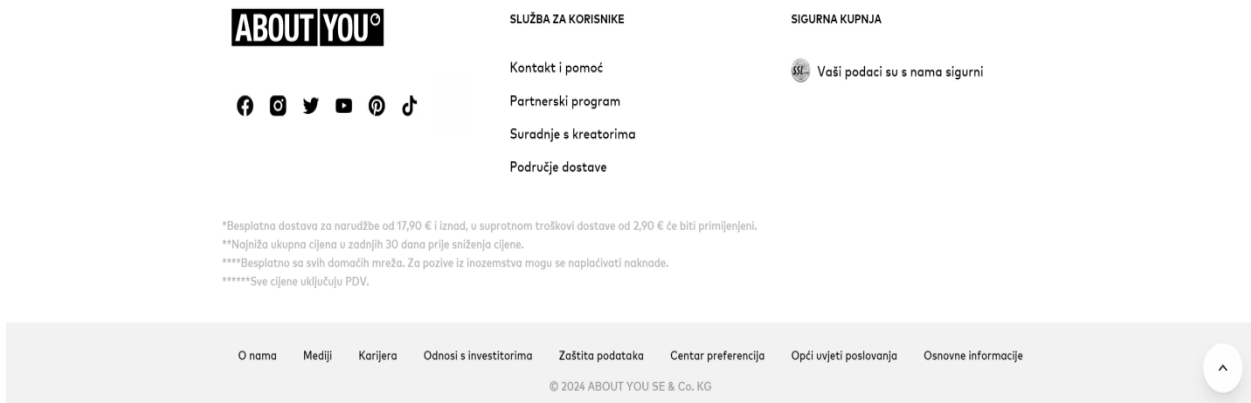 ABOUT YOU°
SLUŽBA ZA KORISNIKE
Kontakt i pomoć
Partnerski program
Suradnje s kreatorima
Područje dostave
SIGURNA KUPNJA
SSL
Vaši podaci su s nama sigurni
*Besplatna dostava za narudžbe od 17,90 € i iznad, u suprotnom troškovi dostave od 2,90 € će biti primijenjeni.
**Najniža ukupna cijena u zadnjih 30 dana prije sniženja cijene.
****Besplatno sa svih domaćih mreža. Za pozive iz inozemstva mogu se naplaćivati naknade.
******Sve cijene uključuju PDV.
O nama Mediji Karijera Odnosi s investitorima Zaštita podataka Centar preferencija Opći uvjeti poslovanja Osnovne informacije
© 2024 ABOUT YOU SE & Co. KG